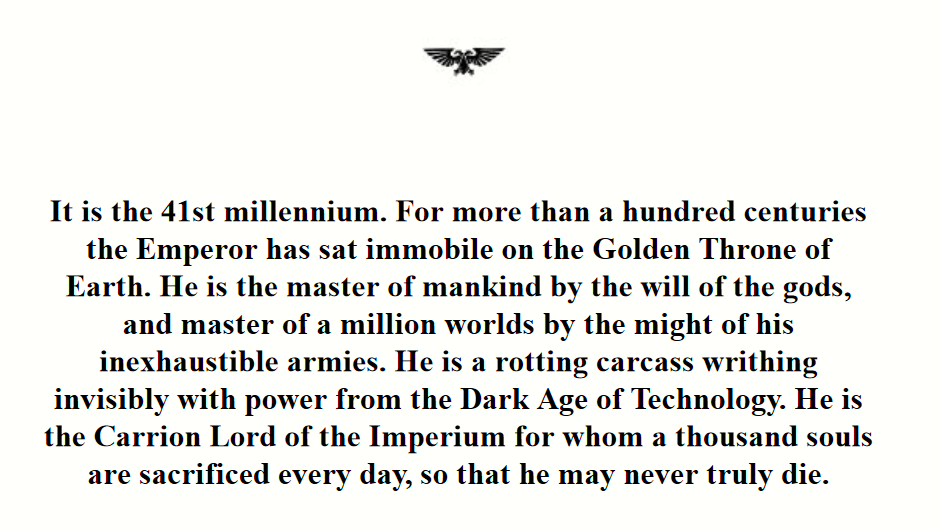 It is the 41st millennium. For more than a hundred centuries
the Emperor has sat immobile on the Golden Throne of
Earth. He is the master of mankind by the will of the gods,
and master of a million worlds by the might of his
inexhaustible armies. He is a rotting carcass writhing
invisibly with power from the Dark Age of Technology. He is
the Carrion Lord of the Imperium for whom a thousand souls
are sacrificed every day, so that he may never truly die.